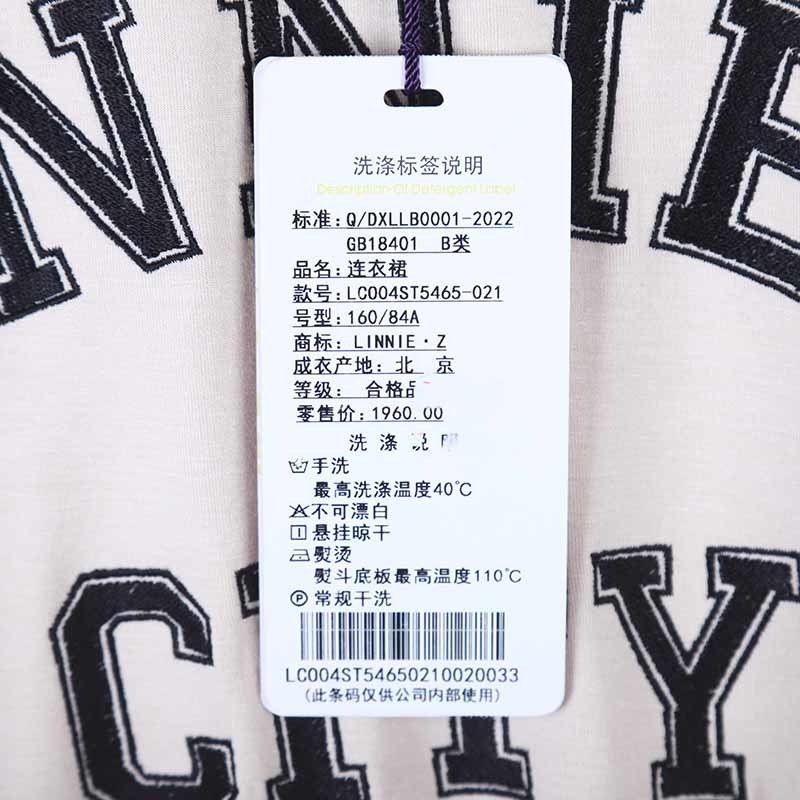 NNIE
洗涤标签说明
Description Of Detergent Label
标准：Q/DXLLB0001-2022
GB18401 B类
品名：连衣裙
款号：LC004ST5465-021
号型：160/84A
商标：LINNIE·Z
成衣产地：北 京
等级： 合格品
零售价：1960.00
洗 涤 说 明
手洗
最高洗涤温度40℃
不可漂白
悬挂晾干
熨烫
熨斗底板最高温度110℃
P 常规干洗
LC004ST54650210020033
（此条码仅供公司内部使用）
CITY